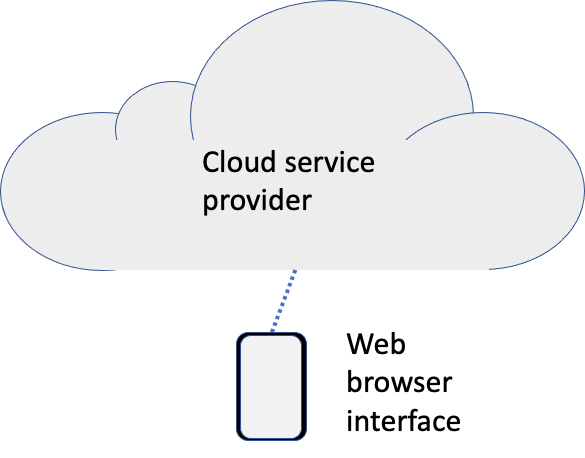 Cloud service
provider
Web
browser
interface